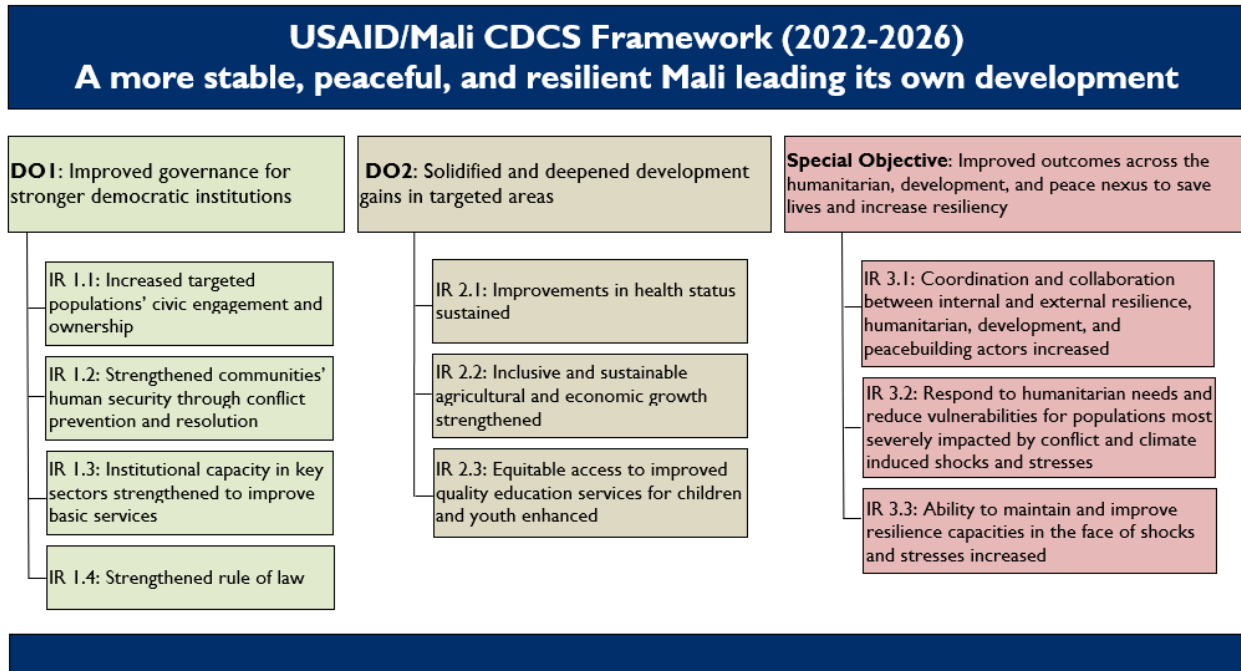 USAID/Mali CDCS Framework (2022-2026)
A more stable, peaceful, and resilient Mali leading its own development
DO1: Improved governance for
stronger democratic institutions
IR 1.1: Increased targeted
populations' civic engagement and
ownership
IR 1.2: Strengthened communities'
human security through conflict
prevention and resolution
IR 1.3: Institutional capacity in key
sectors strengthened to improve
basic services
IR 1.4: Strengthened rule of law
DO2: Solidified and deepened development
gains in targeted areas
IR 2.1: Improvements in health status
sustained
IR 2.2: Inclusive and sustainable
agricultural and economic growth
strengthened
IR 2.3: Equitable access to improved
quality education services for children
and youth enhanced
Special Objective: Improved outcomes across the
humanitarian, development, and peace nexus to save
lives and increase resiliency
IR 3.1: Coordination and collaboration
between internal and external resilience,
humanitarian, development, and
peacebuilding actors increased
IR 3.2: Respond to humanitarian needs and
reduce vulnerabilities for populations most
severely impacted by conflict and climate
induced shocks and stresses
IR 3.3: Ability to maintain and improve
resilience capacities in the face of shocks
and stresses increased